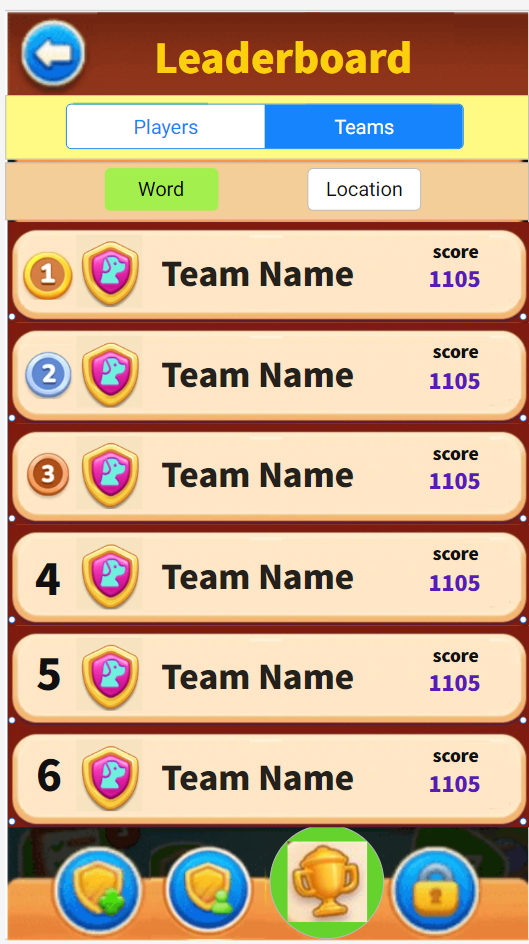 Leaderboard
Players Teams
Word Location
1 Team Name score 1105
2 Team Name score 1105
3 Team Name score 1105
4 Team Name score 1105
5 Team Name score 1105
6 Team Name score 1105